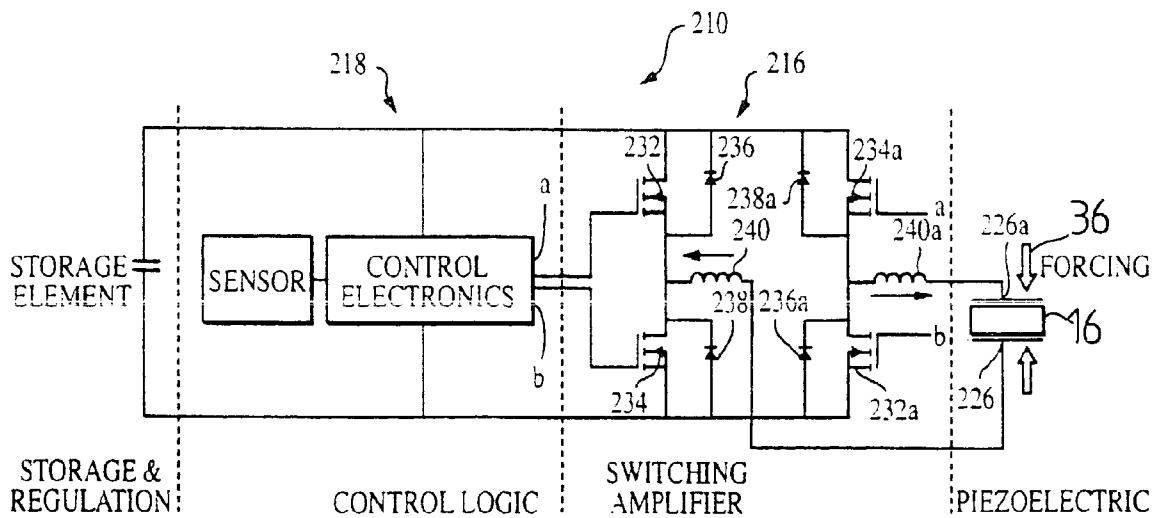 210
218
216
232
236
234a
a
238a
a
226a
36
240
240a
FORCING
STORAGE
ELEMENT
SENSOR
CONTROL
ELECTRONICS
16
b
238
236a
b
234
232a
226
STORAGE &
REGULATION
CONTROL LOGIC
SWITCHING
AMPLIFIER
PIEZOELECTRIC